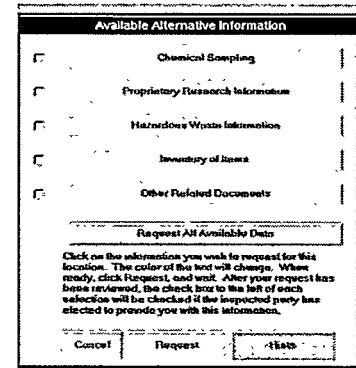 Available Alternative Information
Chemical Sampling
Proprietary Research Information
Hazardous Waste Information
Inventory of Items
Other Related Documents
Request All Available Data
Click on the information you wish to request for this
location. The color of the text will change. When
ready, click Request, and wait. After your request has
been reviewed, the check box to the left of each
selection will be checked if the inspected party has
elected to provide you with this information.
Cancel Request Hints